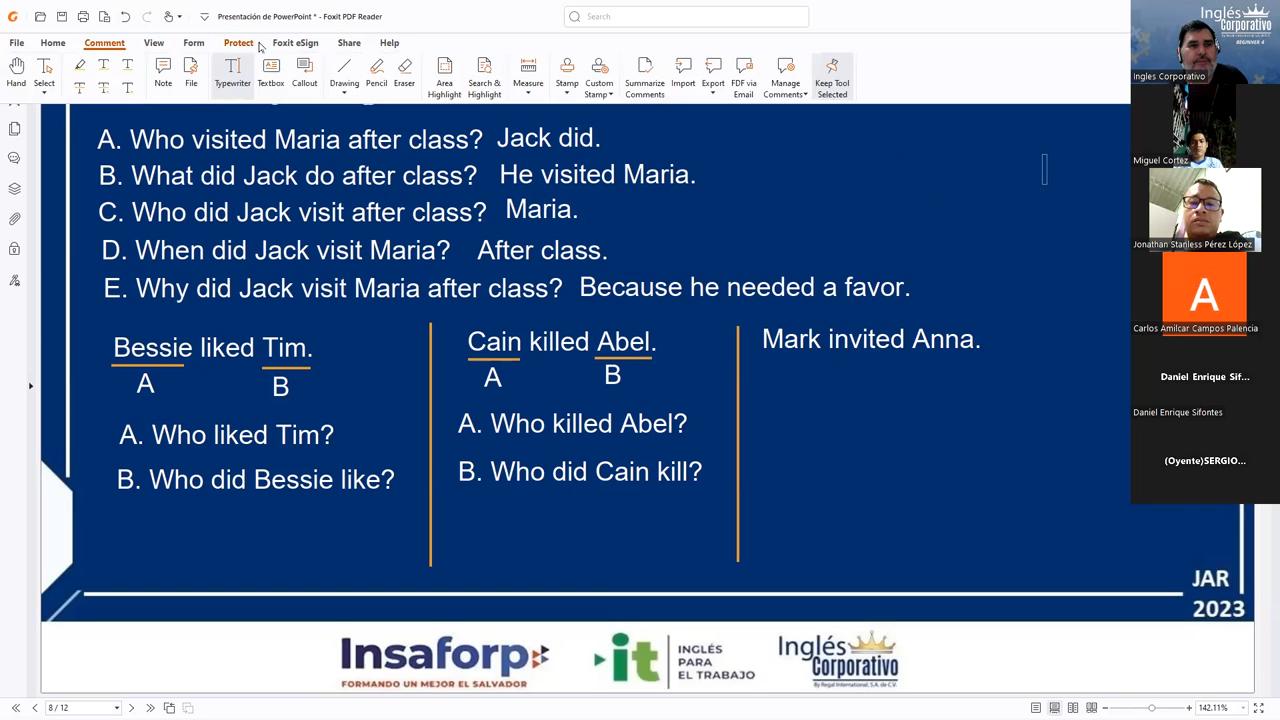 Presentación de PowerPoint * - Foxit PDF Reader
Search
File Home Comment View Form Protect Foxit eSign Share Help
Hand Select Note File Typewriter Textbox Callout Drawing Pencil Eraser Area Highlight Search & Highlight Measure Stamp Custom Stamp Summarize Comments Import Export FDF via Email Manage Comments Keep Tool Selected
A. Who visited Maria after class? Jack did.
B. What did Jack do after class? He visited Maria.
C. Who did Jack visit after class? Maria.
D. When did Jack visit Maria? After class.
E. Why did Jack visit Maria after class? Because he needed a favor.
Bessie liked Tim.
A B
A. Who liked Tim?
B. Who did Bessie like?
Cain killed Abel.
A B
A. Who killed Abel?
B. Who did Cain kill?
Mark invited Anna.
JAR
2023
Insaforp
FORMANDO UN MEJOR EL SALVADOR
it
INGLÉS
PARA
EL TRABAJO
Inglés
Corporativo
By Regal International, S.A. de C.V.
8 / 12
142.11%
Inglés
Corporativo
BEGINNER 4
Ingles Corporativo
Miguel Cortez
Jonathan Stanless Pérez López
A
Carlos Amilcar Campos Palencia
Daniel Enrique Sif...
Daniel Enrique Sifontes
(Oyente)SERGIO...